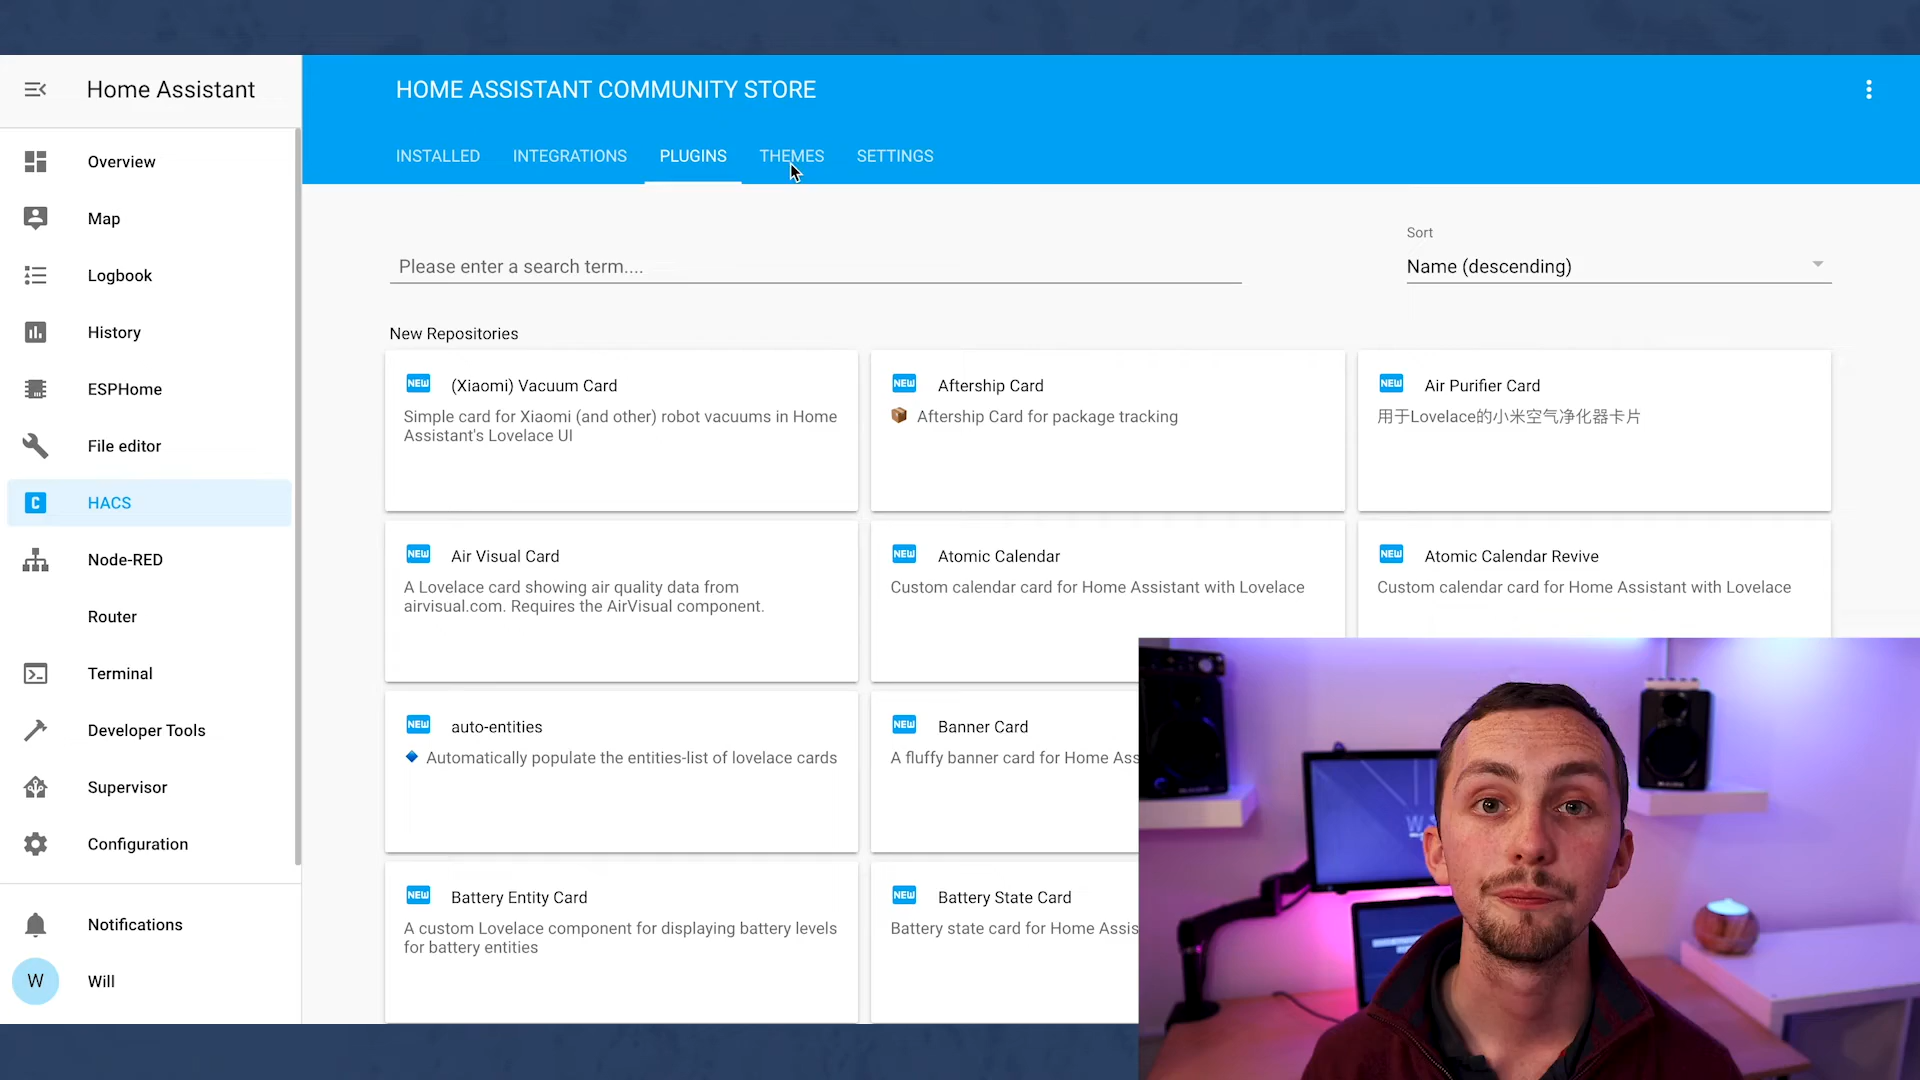 Home Assistant
Overview
Map
Logbook
History
ESPHome
File editor
C
HACS
Node-RED
Router
Terminal
Developer Tools
Supervisor
Configuration
Notifications
W
Will
HOME ASSISTANT COMMUNITY STORE
INSTALLED INTEGRATIONS PLUGINS THEMES SETTINGS
Please enter a search term....
Sort
Name (descending)
New Repositories
NEW (Xiaomi) Vacuum Card
Simple card for Xiaomi (and other) robot vacuums in Home
Assistant's Lovelace UI
NEW Aftership Card
Aftership Card for package tracking
NEW Air Purifier Card
用于Lovelace的小米空气净化器卡片
NEW Air Visual Card
A Lovelace card showing air quality data from
airvisual.com. Requires the AirVisual component.
NEW Atomic Calendar
Custom calendar card for Home Assistant with Lovelace
NEW Atomic Calendar Revive
Custom calendar card for Home Assistant with Lovelace
NEW auto-entities
Automatically populate the entities-list of lovelace cards
NEW Banner Card
A fluffy banner card for Home Ass
NEW Battery Entity Card
A custom Lovelace component for displaying battery levels
for battery entities
NEW Battery State Card
Battery state card for Home Assis